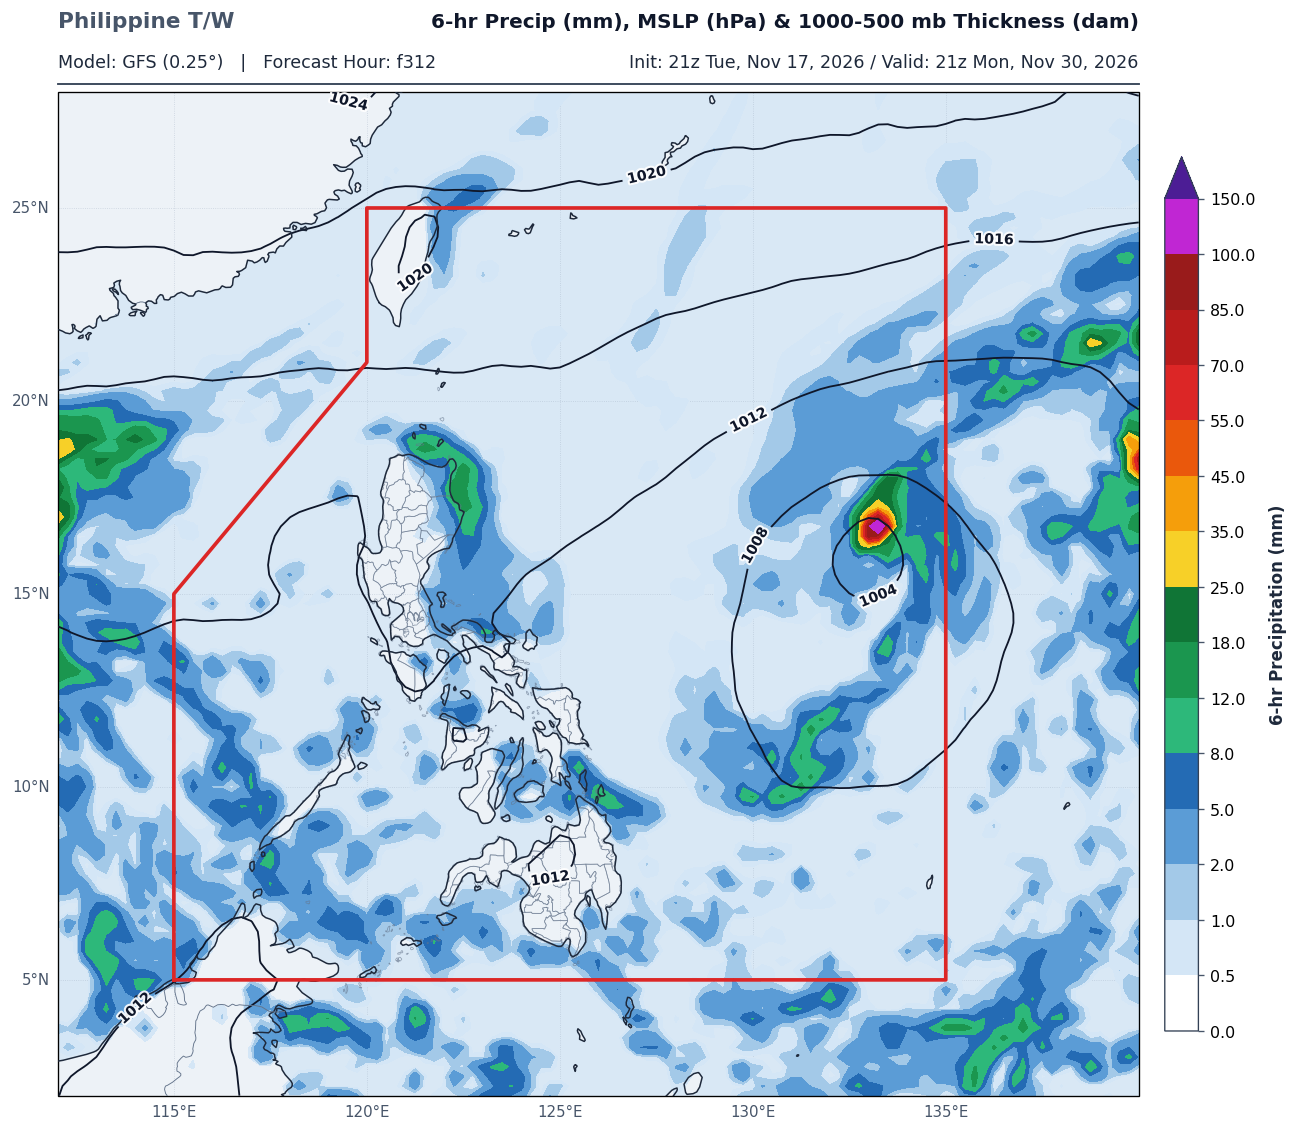 Philippine T/W
6-hr Precip (mm), MSLP (hPa) & 1000-500 mb Thickness (dam)
Model: GFS (0.25°) | Forecast Hour: f312
Init: 21z Tue, Nov 17, 2026 / Valid: 21z Mon, Nov 30, 2026
1024
1020
1016
1020
1012
1008
1004
1012
1012
25°N
20°N
15°N
10°N
5°N
115°E
120°E
125°E
130°E
135°E
150.0
100.0
85.0
70.0
55.0
45.0
35.0
25.0
18.0
12.0
8.0
5.0
2.0
1.0
0.5
0.0
6-hr Precipitation (mm)